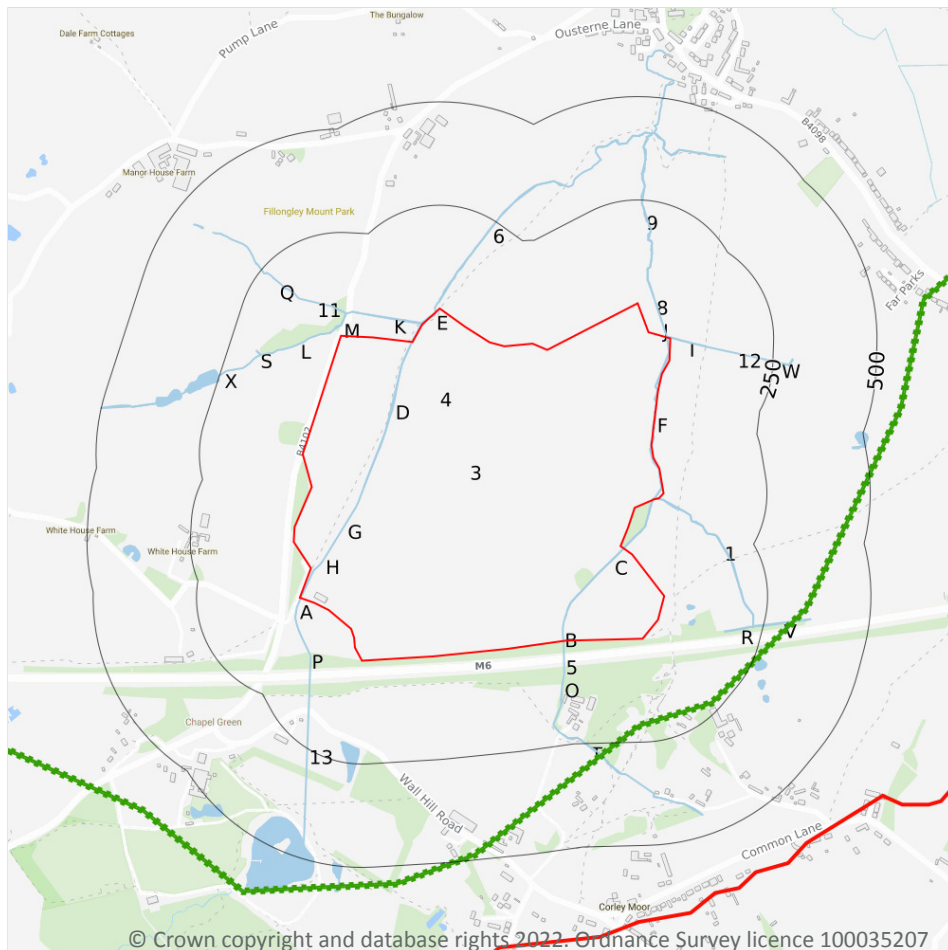 The Bungalow
Dale Farm Cottages
Pump Lane
Ousterne Lane
B4098
Manor House Farm
Fillongley Mount Park
9
6
Far Parks
Q
11
8
M
K
E
J
S
L
I
12
W
X
250
500
D
4
F
B4102
3
White House Farm
G
White House Farm
1
H
C
A
B
R
V
P
M6
5
O
Chapel Green
T
13
Wall Hill Road
Common Lane
Corley Moor
© Crown copyright and database rights 2022. Ordnance Survey licence 100035207